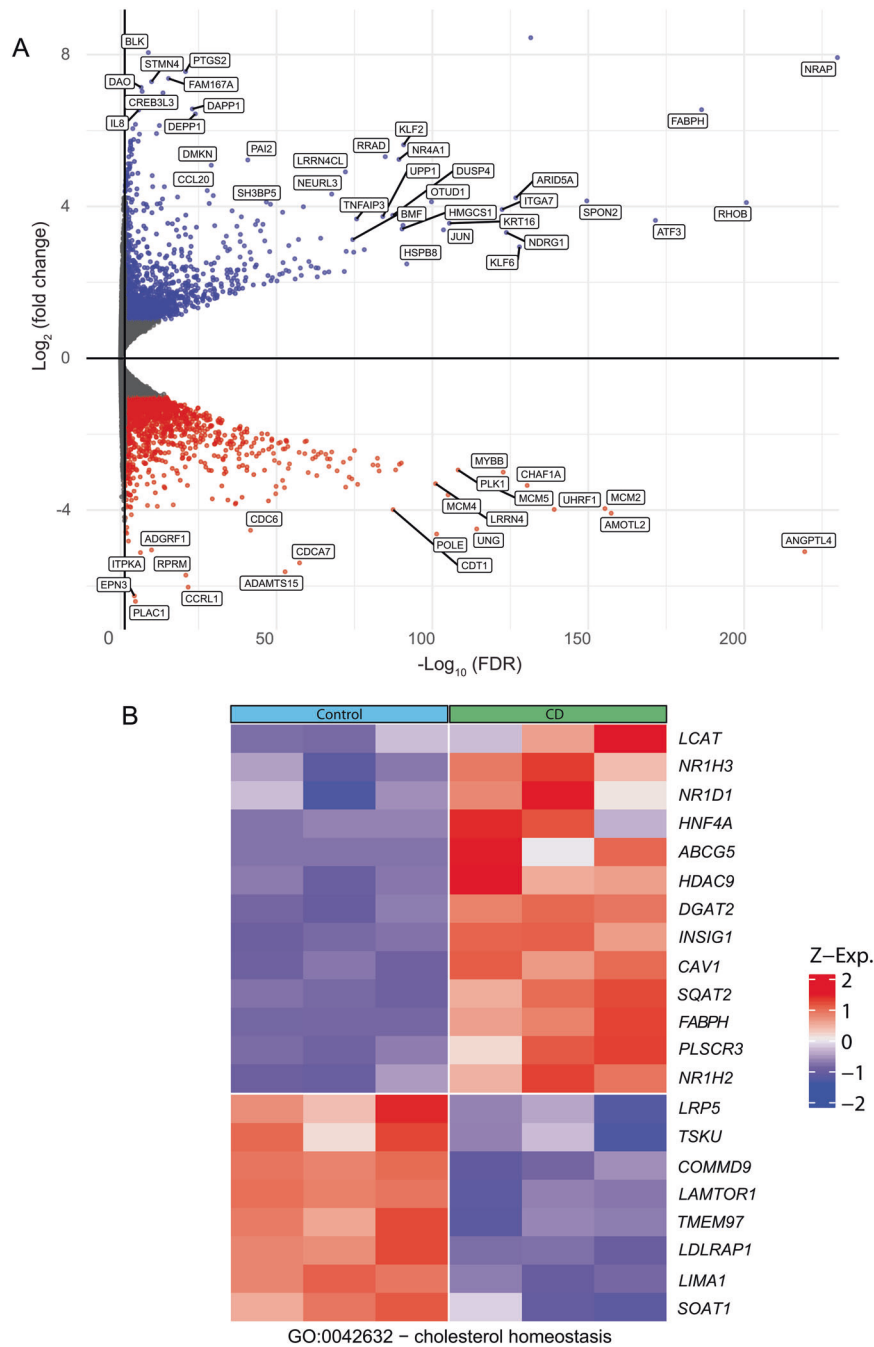 A
BLK
PTGS2
STMN4
DAO
FAM167A
CREB3L3
DAPP1
IL8
DEPP1
NRAP
FABPH
KLF2
RRAD
NR4A1
DMKN
PAI2
LRRN4CL
UPP1
DUSP4
CCL20
NEURL3
OTUD1
ARID5A
SH3BP5
TNFAIP3
BMF
HMGCS1
ITGA7
SPON2
RHOB
KRT16
JUN
NDRG1
ATF3
HSPB8
KLF6
8
4
0
-4
Log2 (fold change)
MYBB
PLK1
CHAF1A
MCM4
MCM5
UHRF1
MCM2
LRRN4
AMOTL2
CDC6
ADGRF1
POLE
UNG
ANGPTL4
ITPKA
RPRM
CDCA7
CDT1
EPN3
CCRL1
ADAMTS15
PLAC1
0 50 100 150 200
-Log10 (FDR)
B
Control CD
LCAT
NR1H3
NR1D1
HNF4A
ABCG5
HDAC9
DGAT2
INSIG1
CAV1
SQAT2
FABPH
PLSCR3
NR1H2
LRP5
TSKU
COMMD9
LAMTOR1
TMEM97
LDLRAP1
LIMA1
SOAT1
Z−Exp.
2
1
0
−1
−2
GO:0042632 − cholesterol homeostasis